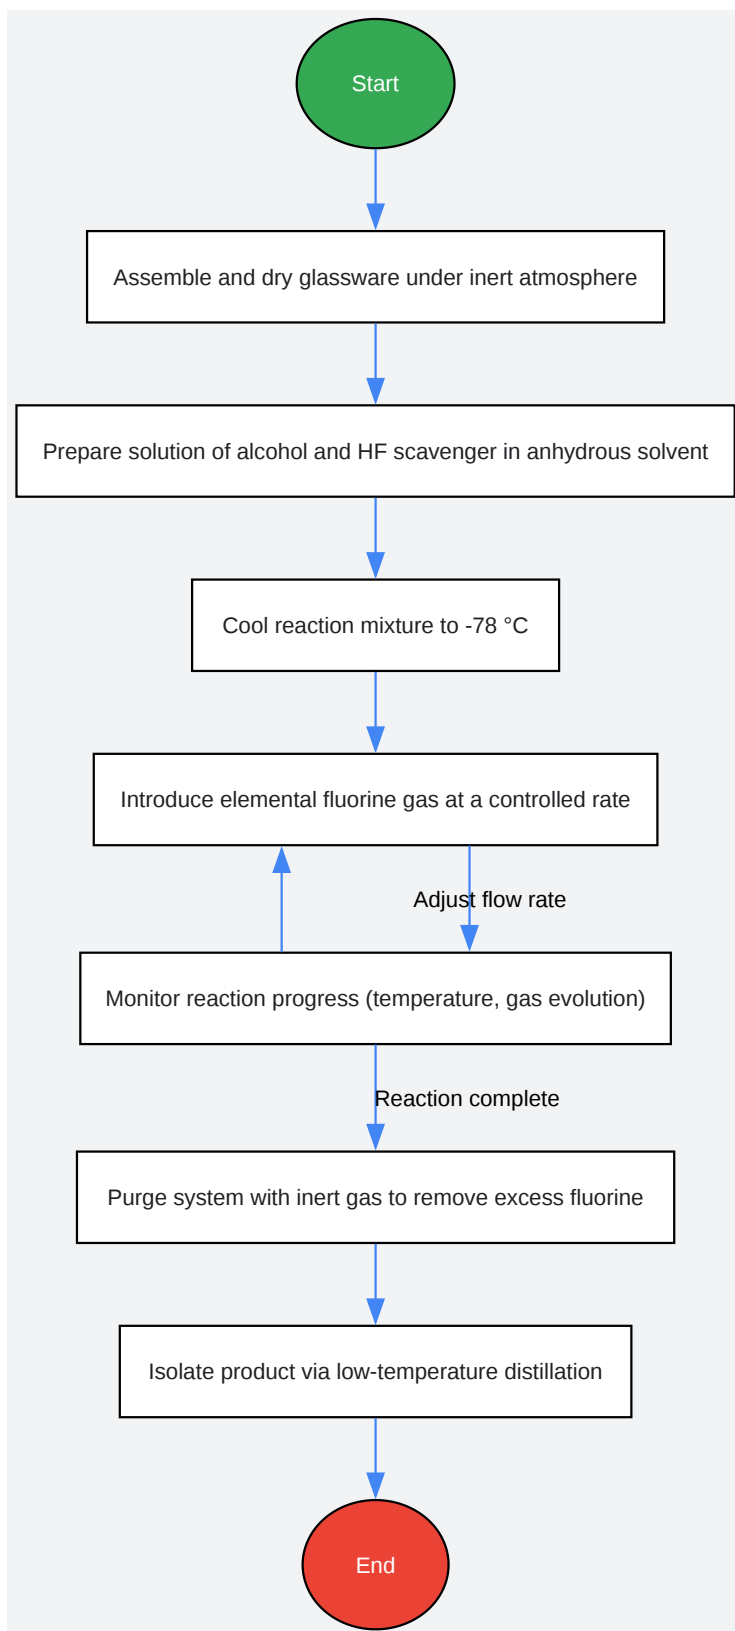 Start
Assemble and dry glassware under inert atmosphere
Prepare solution of alcohol and HF scavenger in anhydrous solvent
Cool reaction mixture to -78 °C
Introduce elemental fluorine gas at a controlled rate
Adjust flow rate
Monitor reaction progress (temperature, gas evolution)
Reaction complete
Purge system with inert gas to remove excess fluorine
Isolate product via low-temperature distillation
End